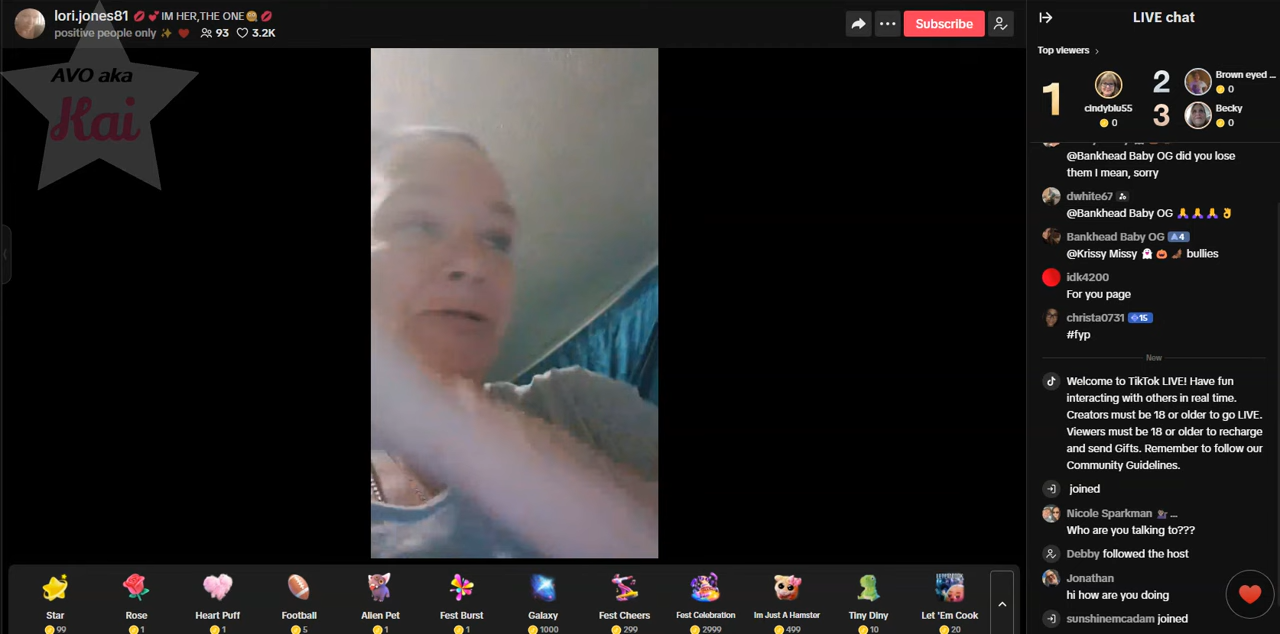 lori.jones81 💋💕IM HER,THE ONE😊💋
positive people only ✨ ❤️ 93 3.2K
Subscribe
AVO aka
Kai
LIVE chat
Top viewers >
1
cindyblu55
0
2
Brown eyed ...
0
3
Becky
0
@Bankhead Baby OG did you lose
them I mean, sorry
dwhite67
@Bankhead Baby OG 🙏🙏🙏👌
Bankhead Baby OG 4
@Krissy Missy 👻🎃🦇 bullies
idk4200
For you page
christa0731 15
#fyp
Now
Welcome to TikTok LIVE! Have fun
interacting with others in real time.
Creators must be 18 or older to go LIVE.
Viewers must be 18 or older to recharge
and send Gifts. Remember to follow our
Community Guidelines.
joined
Nicole Sparkman ...
Who are you talking to???
Debby followed the host
Jonathan
hi how are you doing
sunshinemcadam joined
Star Rose Heart Puff Football Alien Pet Fest Burst Galaxy Fest Cheers Fest Celebration Im Just A Hamster Tiny Diny Let 'Em Cook
99 1 1 5 1 1 1000 299 2999 499 10 20